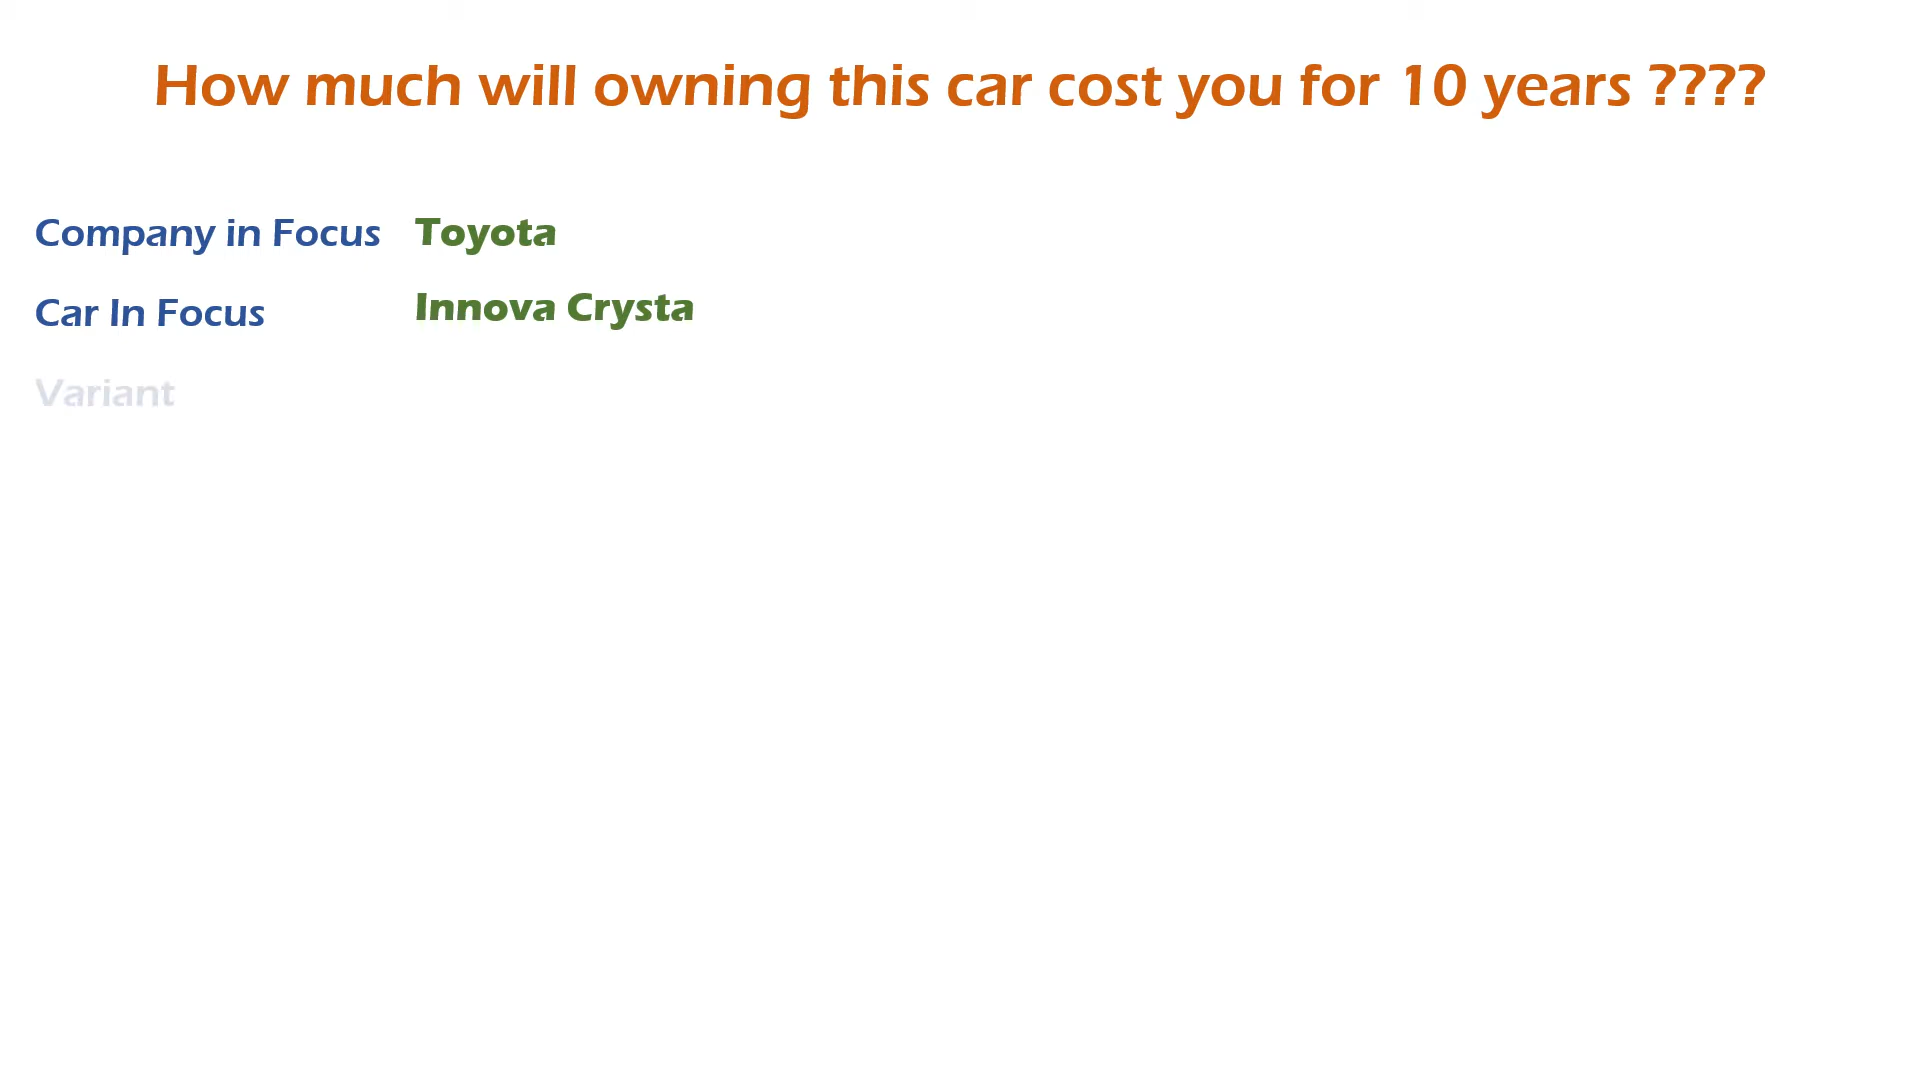 How much will owning this car cost you for 10 years ????
Company in Focus Toyota
Car In Focus Innova Crysta
Variant